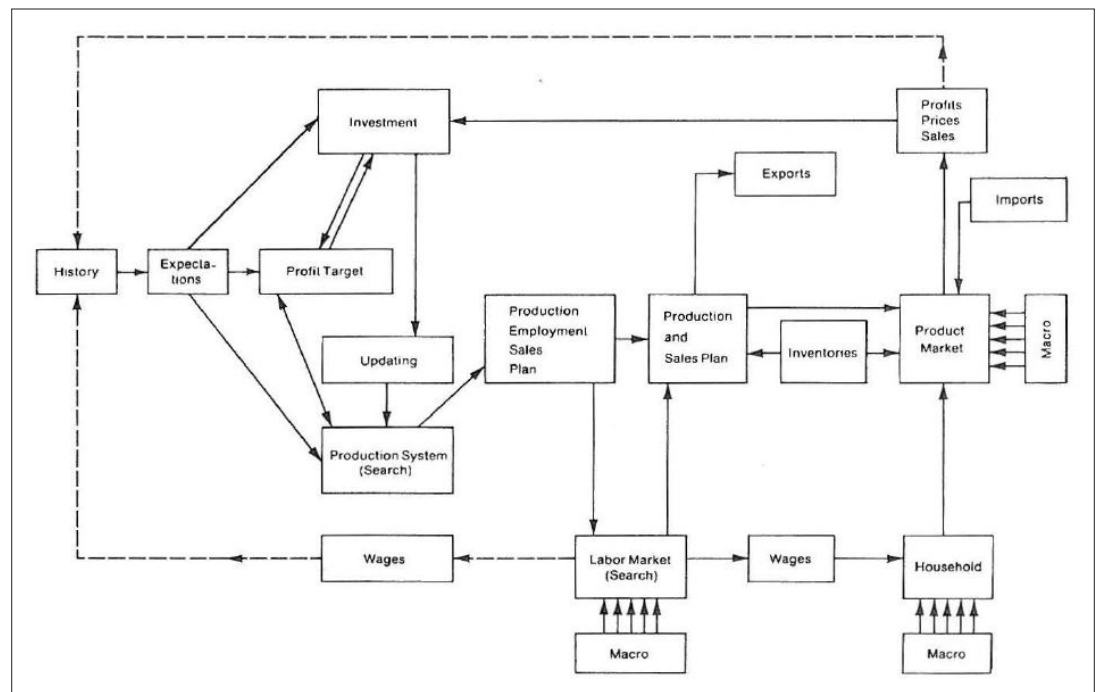 Investment
Profits
Prices
Sales
Exports
Imports
History
Expecta-
tions
Profil Target
Production
Employment
Sales
Plan
Production
and
Sales Plan
Inventories
Product
Market
Macro
Updating
Production System
(Search)
Wages
Labor Market
(Search)
Wages
Household
Macro
Macro